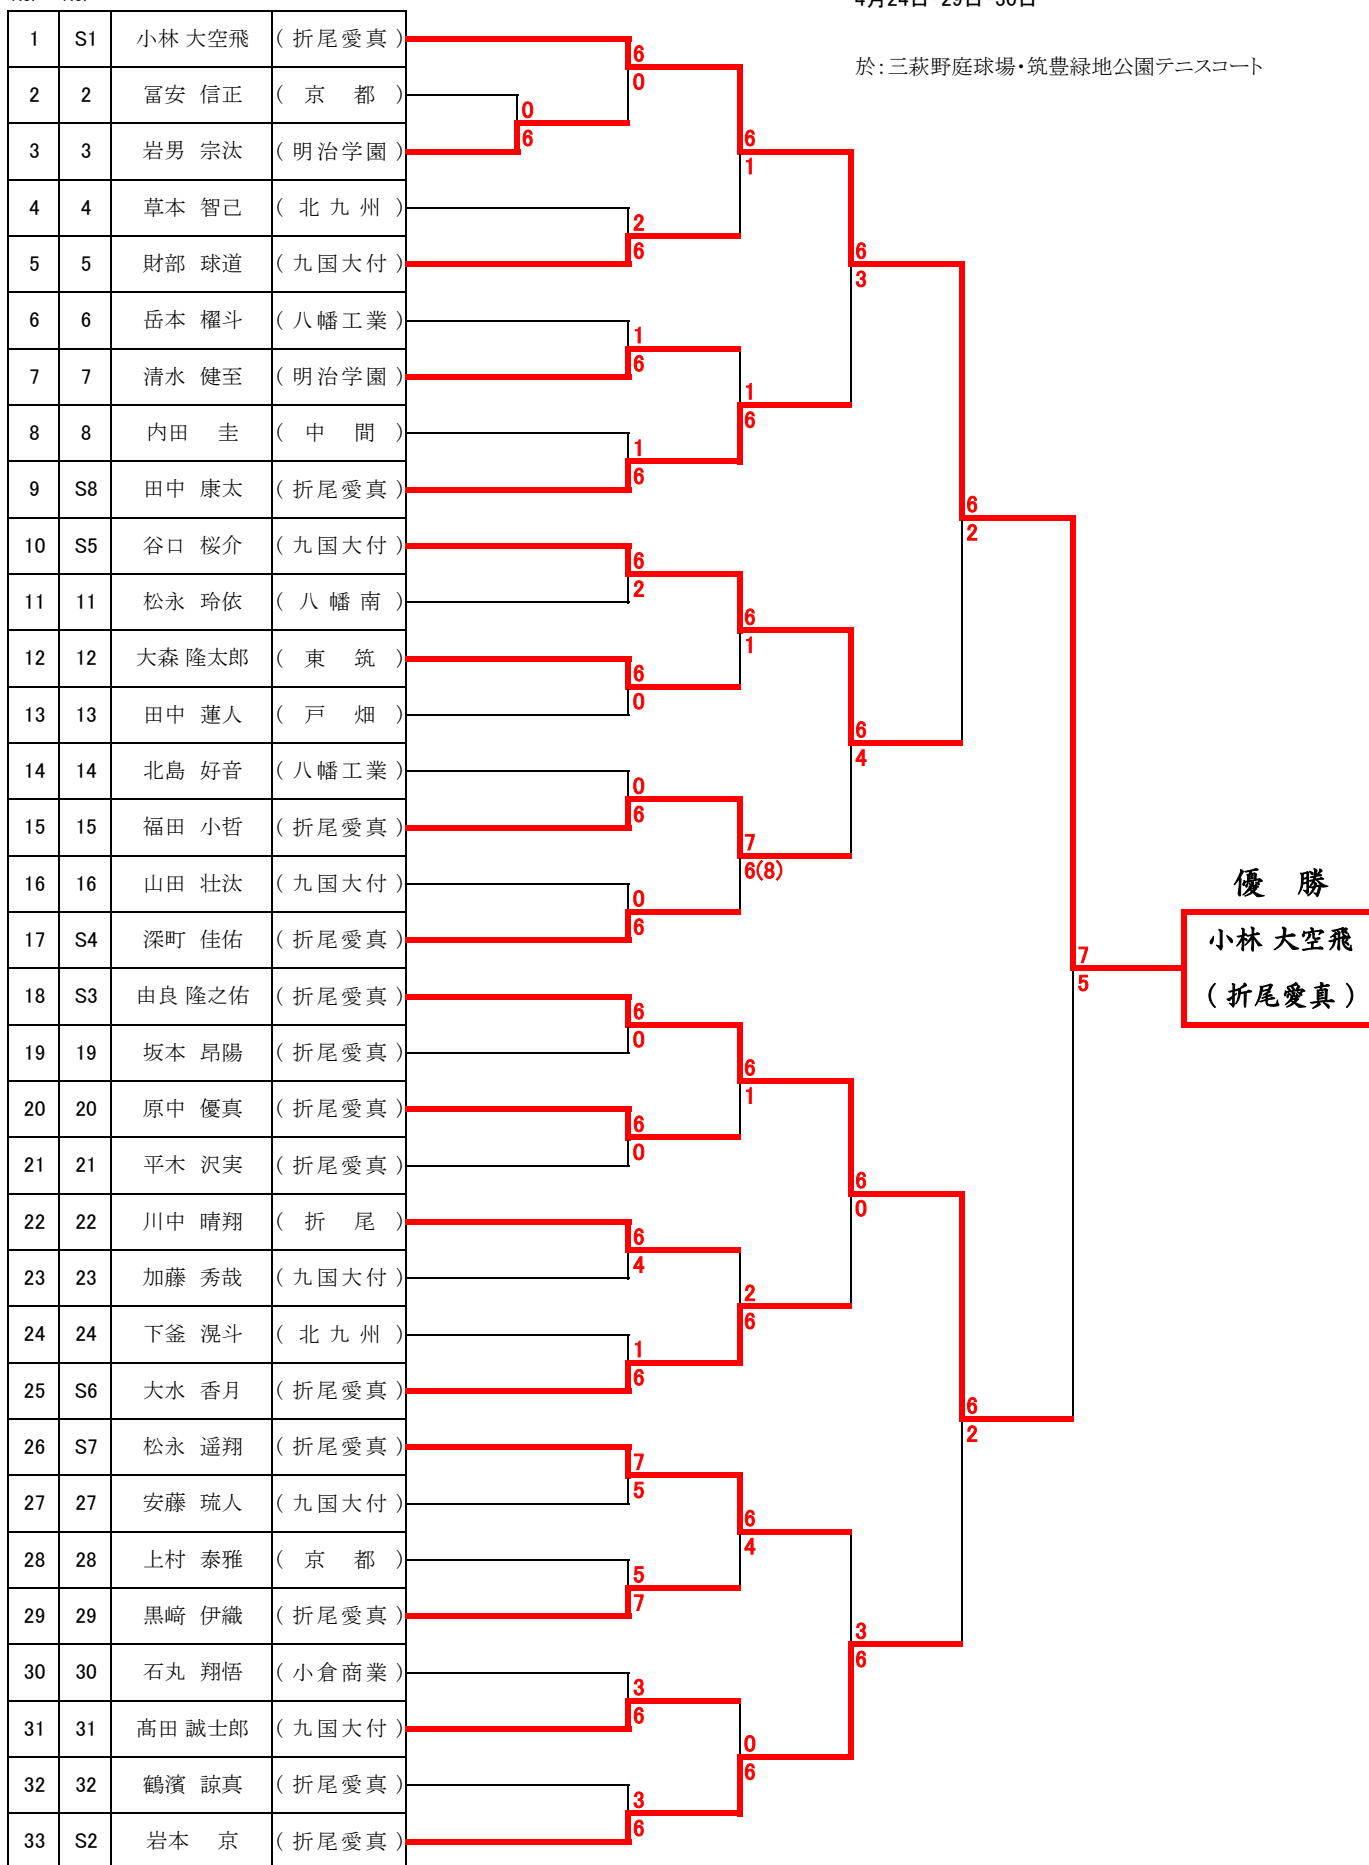 4月24日・29日・30日
於：三萩野庭球場・筑豊緑地公園テニスコート
1 S1 小林 大空飛 (折尾愛真)
2 2 冨安 信正 (京 都)
3 3 岩男 宗汰 (明治学園)
4 4 草本 智己 (北九州)
5 5 財部 球道 (九国大付)
6 6 岳本 櫂斗 (八幡工業)
7 7 清水 健至 (明治学園)
8 8 内田 圭 (中 間)
9 S8 田中 康太 (折尾愛真)
10 S5 谷口 桜介 (九国大付)
11 11 松永 玲依 (八幡南)
12 12 大森 隆太郎 (東 筑)
13 13 田中 蓮人 (戸 畑)
14 14 北島 好音 (八幡工業)
15 15 福田 小哲 (折尾愛真)
16 16 山田 壮汰 (九国大付)
17 S4 深町 佳佑 (折尾愛真)
18 S3 由良 隆之佑 (折尾愛真)
19 19 坂本 昂陽 (折尾愛真)
20 20 原中 優真 (折尾愛真)
21 21 平木 沢実 (折尾愛真)
22 22 川中 晴翔 (折 尾)
23 23 加藤 秀哉 (九国大付)
24 24 下釜 滉斗 (北九州)
25 S6 大水 香月 (折尾愛真)
26 S7 松永 遥翔 (折尾愛真)
27 27 安藤 琉人 (九国大付)
28 28 上村 泰雅 (京 都)
29 29 黒﨑 伊織 (折尾愛真)
30 30 石丸 翔悟 (小倉商業)
31 31 髙田 誠士郎 (九国大付)
32 32 鶴濱 諒真 (折尾愛真)
33 S2 岩本 京 (折尾愛真)
0
6
6
0
2
6
1
6
1
6
6
2
6
0
0
6
0
6
6
0
6
0
6
4
1
6
7
5
5
7
3
6
3
6
6
1
1
6
6
1
7
6(8)
6
1
2
6
6
4
0
6
6
3
6
4
6
0
3
6
6
2
6
2
7
5
優 勝
小林 大空飛
(折尾愛真)